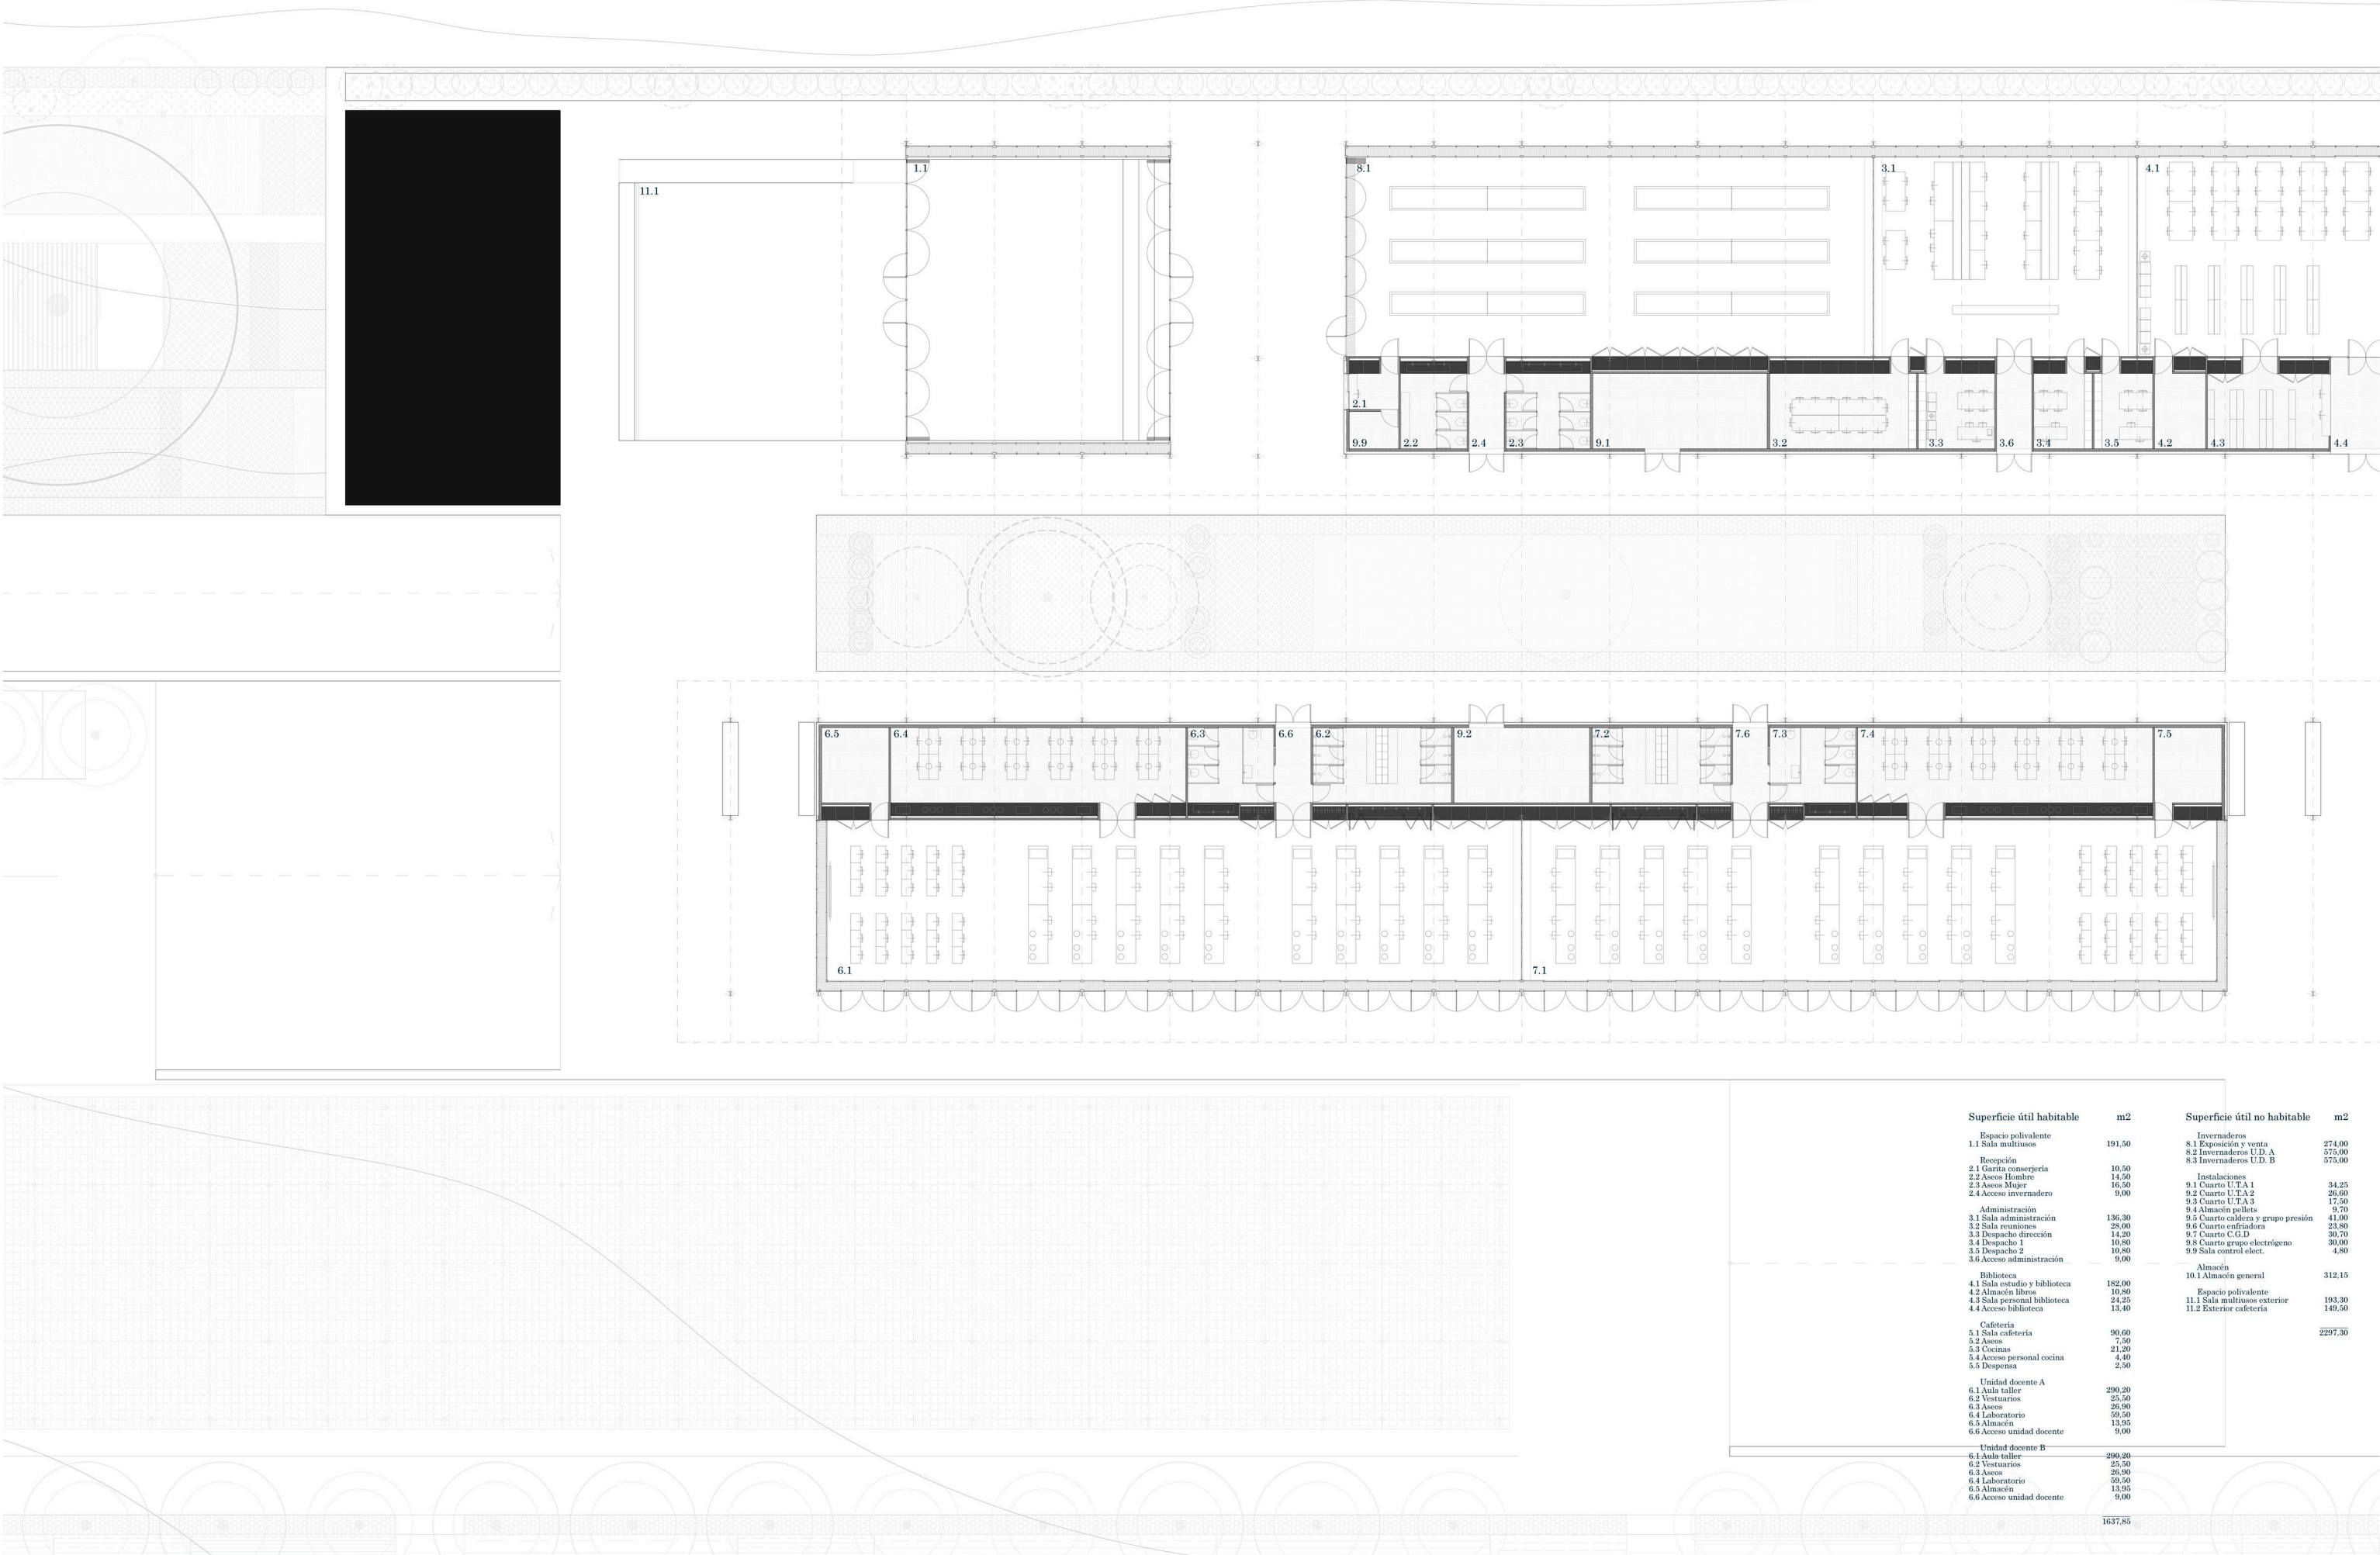 1.1
8.1
3.1
4.1
11.1
2.1
9.9
2.2
2.4
2.3
9.1
3.2
3.3
3.6
3.4
3.5
4.2
4.3
4.4
6.5
6.4
6.3
6.6
6.2
9.2
7.2
7.6
7.3
7.4
7.5
6.1
7.1
Superficie útil habitable m2
Espacio polivalente
1.1 Sala multiusos 191,50
Recepción
2.1 Garita conserjería 10,50
2.2 Aseos Hombre 14,50
2.3 Aseos Mujer 16,50
2.4 Acceso invernadero 9,00
Administración
3.1 Sala administración 136,30
3.2 Sala reuniones 28,00
3.3 Despacho dirección 14,20
3.4 Despacho 1 10,80
3.5 Despacho 2 10,80
3.6 Acceso administración 9,00
Biblioteca
4.1 Sala estudio y biblioteca 182,00
4.2 Almacén libros 10,80
4.3 Sala personal biblioteca 24,25
4.4 Acceso biblioteca 13,40
Cafetería
5.1 Sala cafetería 90,60
5.2 Aseos 7,50
5.3 Cocinas 21,20
5.4 Acceso personal cocina 4,40
5.5 Despensa 2,50
Unidad docente A
6.1 Aula taller 290,20
6.2 Vestuarios 25,50
6.3 Aseos 26,90
6.4 Laboratorio 59,50
6.5 Almacén 13,95
6.6 Acceso unidad docente 9,00
Unidad docente B
6.1 Aula taller 290,20
6.2 Vestuarios 25,50
6.3 Aseos 26,90
6.4 Laboratorio 59,50
6.5 Almacén 13,95
6.6 Acceso unidad docente 9,00
1637,85
Superficie útil no habitable m2
Invernaderos
8.1 Exposición y venta 274,00
8.2 Invernaderos U.D. A 575,00
8.3 Invernaderos U.D. B 575,00
Instalaciones
9.1 Cuarto U.T.A 1 34,25
9.2 Cuarto U.T.A 2 26,60
9.3 Cuarto U.T.A 3 17,50
9.4 Almacén pellets 9,70
9.5 Cuarto caldera y grupo presión 41,00
9.6 Cuarto enfriadora 23,80
9.7 Cuarto C.G.D 30,70
9.8 Cuarto grupo electrógeno 30,00
9.9 Sala control elect. 4,80
Almacén
10.1 Almacén general 312,15
Espacio polivalente
11.1 Sala multiusos exterior 193,30
11.2 Exterior cafetería 149,50
2297,30